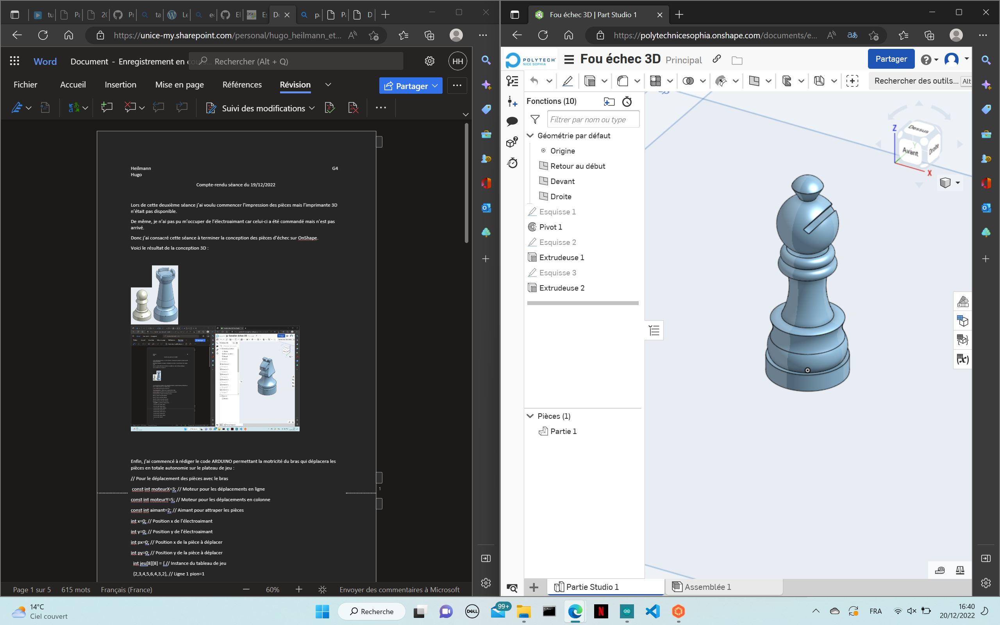 tu
Pa
20
Pr
ta
Le
ec
El
Es
Do
pa
Pa
D
https://unice-my.sharepoint.com/personal/hugo_heilmann_et...
Word
Document - Enregistrement en cours...
Rechercher (Alt + Q)
HH
Fichier
Accueil
Insertion
Mise en page
Références
Révision
Partager
Suivi des modifications
Heilmann
G4
Hugo
Compte-rendu séance du 19/12/2022
Lors de cette deuxième séance j’ai voulu commencer l’impression des pièces mais l’imprimante 3D
n’était pas disponible.
De même, je n’ai pas pu m’occuper de l’électroaimant car celui-ci a été commandé mais n’est pas
arrivé.
Donc j’ai consacré cette séance à terminer la conception des pièces d’échec sur OnShape.
Voici le résultat de la conception 3D :
Enfin, j’ai commencé à rédiger le code ARDUINO permettant la motricité du bras qui déplacera les
pièces en totale autonomie sur le plateau de jeu :
// Pour le déplacement des pièces avec le bras
const int moteurX=3; // Moteur pour les déplacements en ligne
1
const int moteurY=5; // Moteur pour les déplacements en colonne
const int aimant=2; // Aimant pour attraper les pièces
int x=0; // Position x de l'électroaimant
int y=0; // Position y de l'électroaimant
int px=0; // Position x de la pièce à déplacer
int py=0; // Position y de la pièce à déplacer
int jeu[8][8] = { // Instance du tableau de jeu
{2,3,4,5,6,4,3,2}, // Ligne 1 pion=1
Page 1 sur 5
615 mots
Français (France)
60%
Envoyer des commentaires à Microsoft
Fou échec 3D | Part Studio 1
https://polytechnicesophia.onshape.com/documents/e...
POLYTECH
NICE SOPHIA
Fou échec 3D
Principal
Partager
Rechercher des outils...
Alt
Fonctions (10)
Filtrer par nom ou type
Géométrie par défaut
Origine
Retour au début
Devant
Droite
Esquisse 1
Pivot 1
Esquisse 2
Extrudeuse 1
Esquisse 3
Extrudeuse 2
Pièces (1)
Partie 1
Z
Dessus
Y
Avant
Droite
X
(x)
Partie Studio 1
Assemblée 1
14°C
Ciel couvert
Recherche
DELL
99+
N
FRA
16:40
20/12/2022